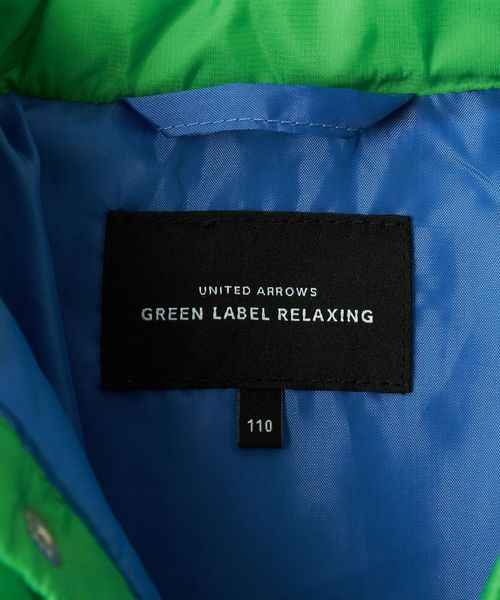 UNITED ARROWS
GREEN LABEL RELAXING
110